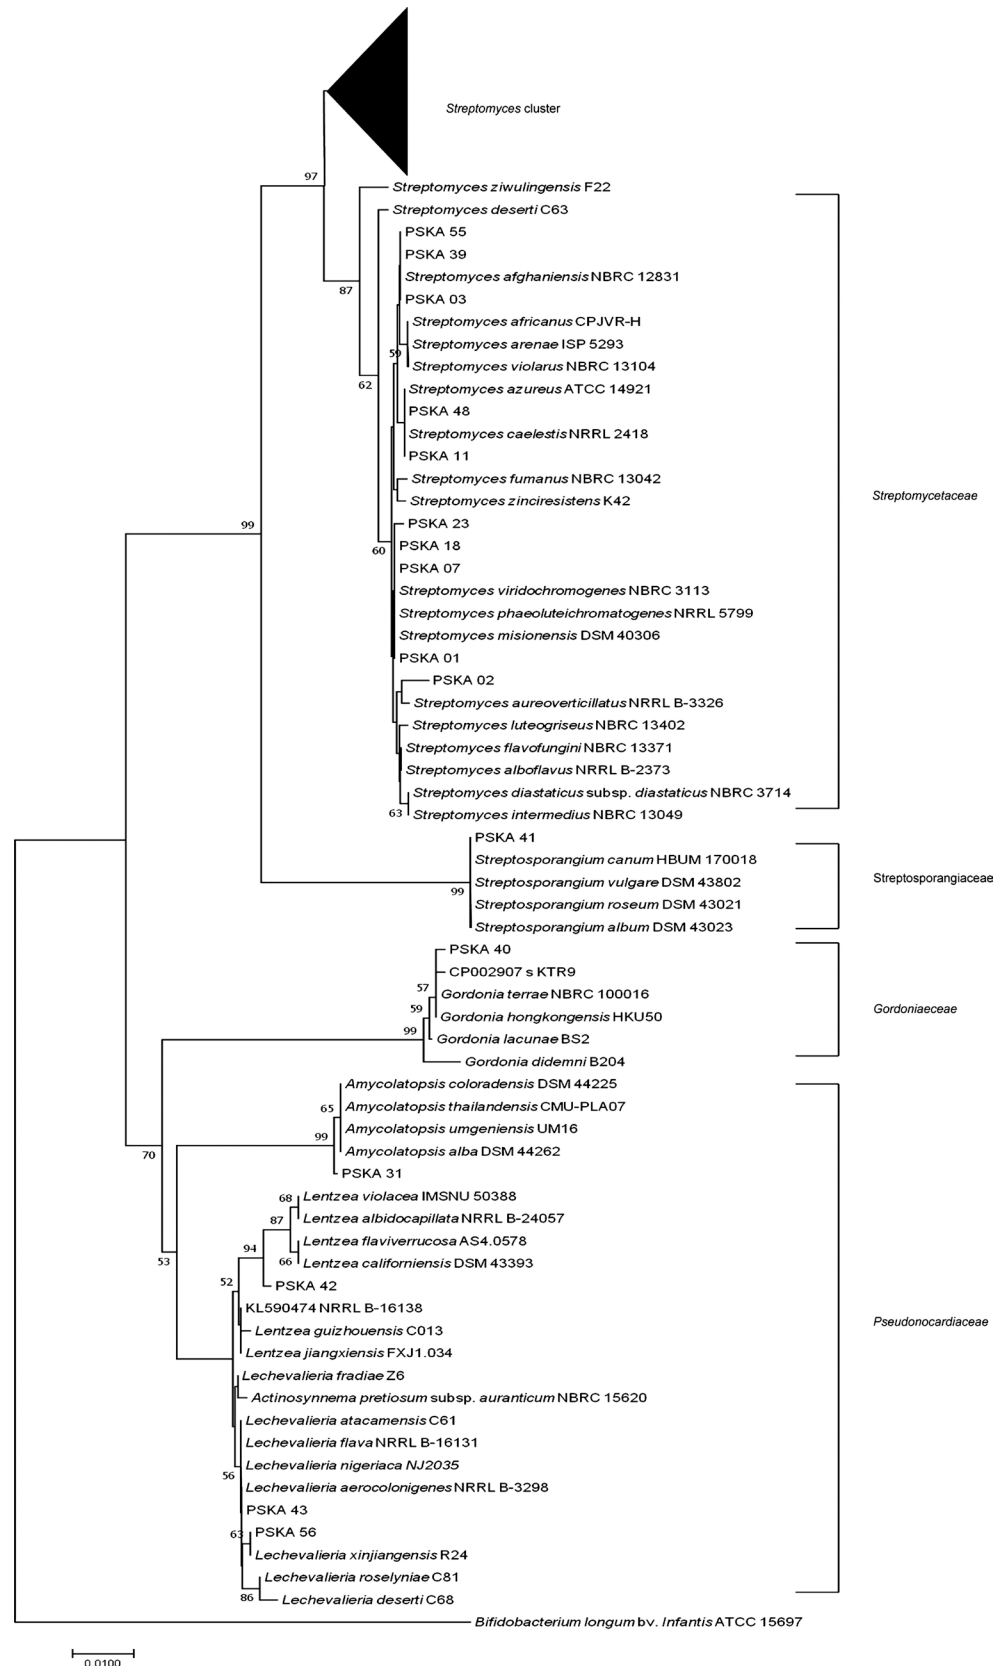 Streptomyces cluster
97
Streptomyces ziwulingensis F22
Streptomyces deserti C63
PSKA 55
PSKA 39
Streptomyces afghaniensis NBRC 12831
87
PSKA 03
Streptomyces africanus CPJVR-H
Streptomyces arenae ISP 5293
59
Streptomyces violarus NBRC 13104
62
Streptomyces azureus ATCC 14921
PSKA 48
Streptomyces caelestis NRRL 2418
PSKA 11
Streptomyces fumanus NBRC 13042
Streptomycetaceae
Streptomyces zinciresistens K42
99
PSKA 23
PSKA 18
60
PSKA 07
Streptomyces viridochromogenes NBRC 3113
Streptomyces phaeoluteichromatogenes NRRL 5799
Streptomyces misionensis DSM 40306
PSKA 01
PSKA 02
Streptomyces aureoverticillatus NRRL B-3326
Streptomyces luteogriseus NBRC 13402
Streptomyces flavofungini NBRC 13371
Streptomyces alboflavus NRRL B-2373
Streptomyces diastaticus subsp. diastaticus NBRC 3714
63
Streptomyces intermedius NBRC 13049
PSKA 41
Streptosporangium canum HBUM 170018
Streptosporangiaceae
Streptosporangium vulgare DSM 43802
99
Streptosporangium roseum DSM 43021
Streptosporangium album DSM 43023
PSKA 40
CP002907 s KTR9
57
Gordonia terrae NBRC 100016
59
Gordoniaeceae
Gordonia hongkongensis HKU50
99
Gordonia lacunae BS2
Gordonia didemni B204
Amycolatopsis coloradensis DSM 44225
65
Amycolatopsis thailandensis CMU-PLA07
99
Amycolatopsis umgeniensis UM16
70
Amycolatopsis alba DSM 44262
PSKA 31
68
Lentzea violacea IMSNU 50388
87
Lentzea albidocapillata NRRL B-24057
94
Lentzea flaviverrucosa AS4.0578
53
66
Lentzea californiensis DSM 43393
52
PSKA 42
KL590474 NRRL B-16138
Pseudonocardiaceae
Lentzea guizhouensis C013
Lentzea jiangxiensis FXJ1.034
Lechevalieria fradiae Z6
Actinosynnema pretiosum subsp. auranticum NBRC 15620
Lechevalieria atacamensis C61
Lechevalieria flava NRRL B-16131
Lechevalieria nigeriaca NJ2035
56
Lechevalieria aerocolonigenes NRRL B-3298
PSKA 43
63
PSKA 56
Lechevalieria xinjiangensis R24
Lechevalieria roselyniae C81
86
Lechevalieria deserti C68
Bifidobacterium longum bv. Infantis ATCC 15697
0.0100